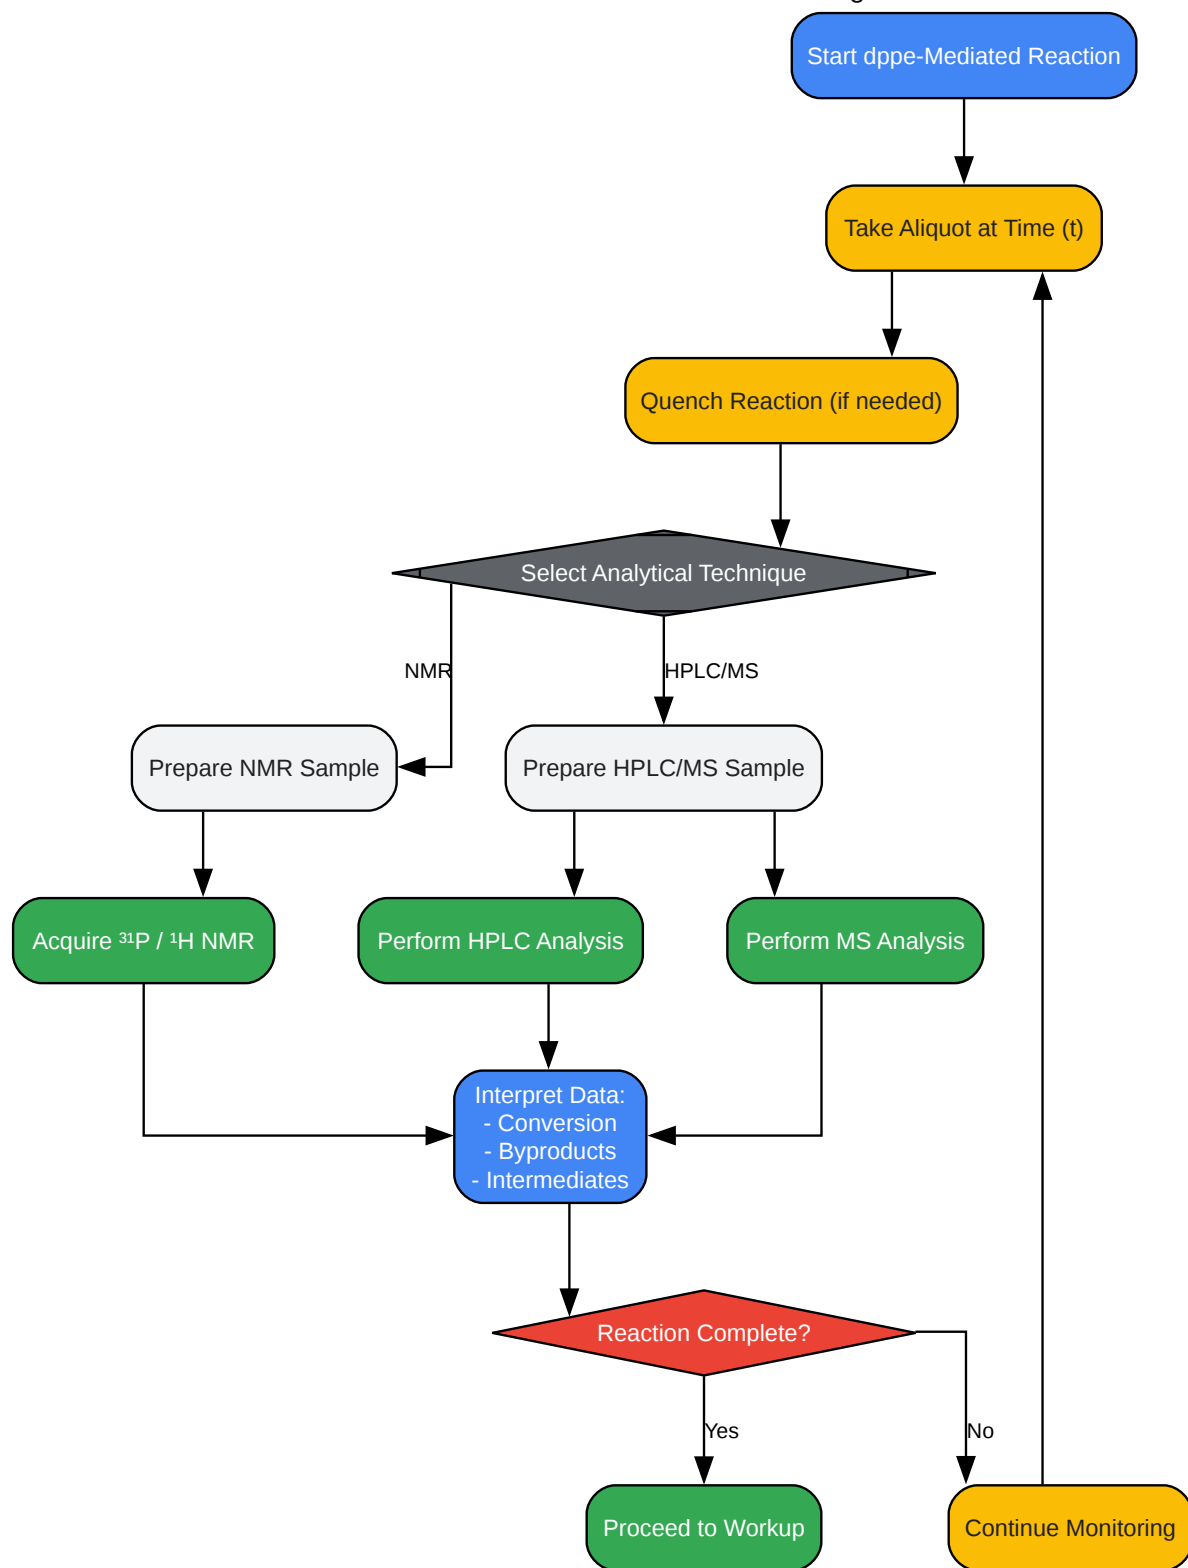 Start dppe-Mediated Reaction
Take Aliquot at Time (t)
Quench Reaction (if needed)
Select Analytical Technique
NMR
HPLC/MS
Prepare NMR Sample
Prepare HPLC/MS Sample
Acquire ³¹P / ¹H NMR
Perform HPLC Analysis
Perform MS Analysis
Interpret Data:
- Conversion
- Byproducts
- Intermediates
Reaction Complete?
Yes
No
Proceed to Workup
Continue Monitoring